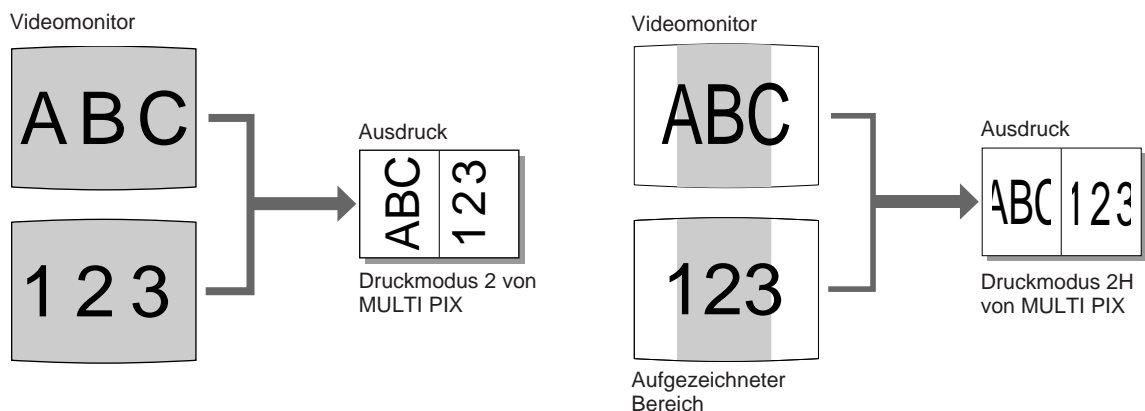 Videomonitor
ABC
123
Ausdruck
ABC
123
Druckmodus 2 von
MULTI PIX
Videomonitor
ABC
123
Aufgezeichneter
Bereich
Ausdruck
ABC
123
Druckmodus 2H
von MULTI PIX